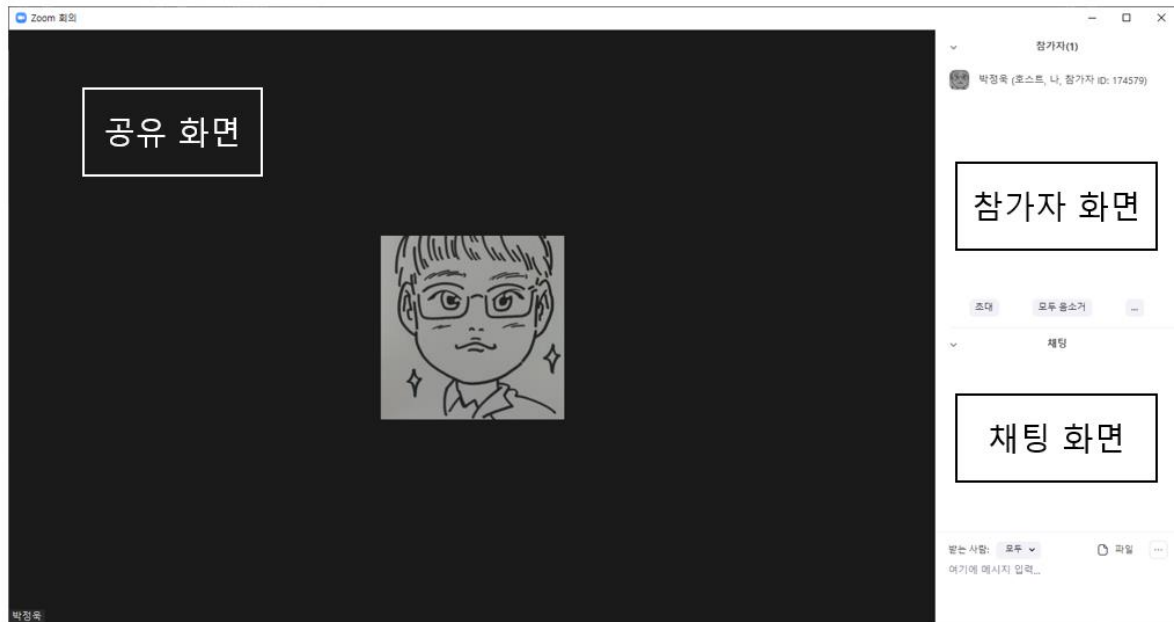 Zoom 회의
공유 화면
박정욱
참가자(1)
박정욱 (호스트, 나, 참가자 ID: 174579)
참가자 화면
초대
모두 음소거
...
채팅
채팅 화면
받는 사람:
모두
파일
...
여기에 메시지 입력...